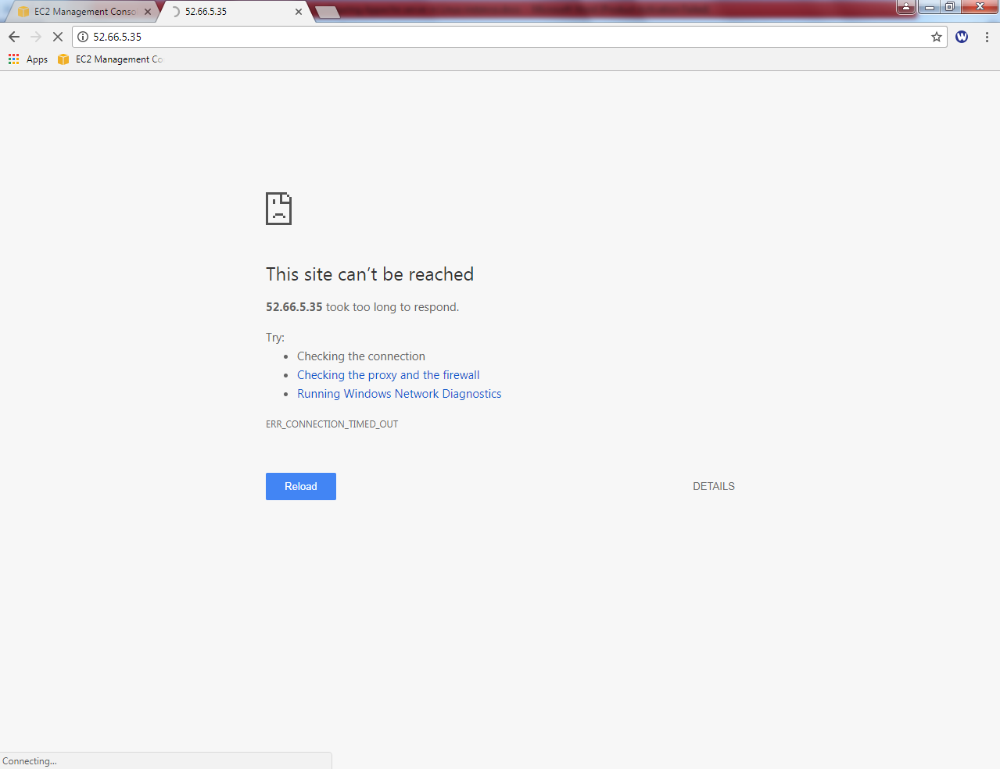 EC2 Management Conso
52.66.5.35
52.66.5.35
W
Apps
EC2 Management Co
This site can’t be reached
52.66.5.35 took too long to respond.
Try:
Checking the connection
Checking the proxy and the firewall
Running Windows Network Diagnostics
ERR_CONNECTION_TIMED_OUT
Reload
DETAILS
Connecting...